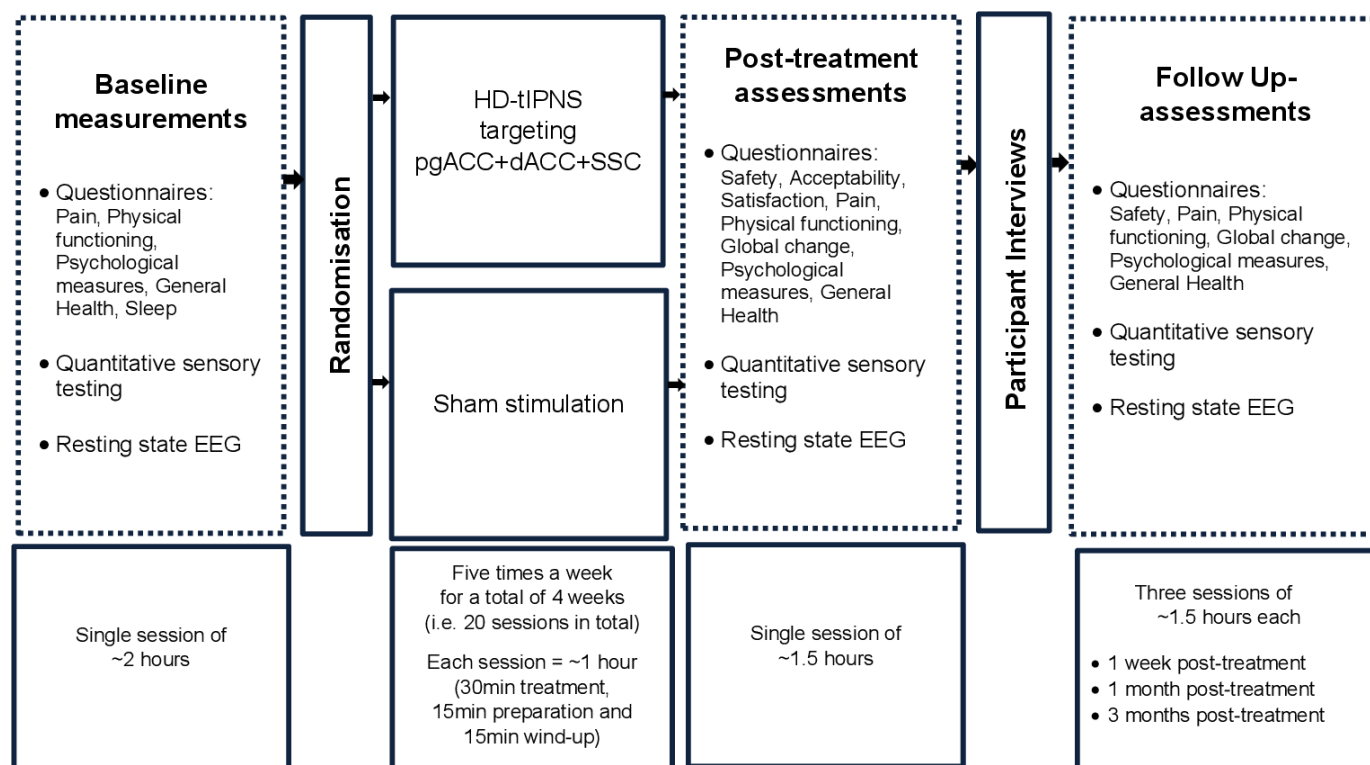 Baseline
measurements
● Questionnaires:
Pain, Physical
functioning,
Psychological
measures, General
Health, Sleep
● Quantitative sensory
testing
● Resting state EEG
Randomisation
HD-tIPNS
targeting
pgACC+dACC+SSC
Sham stimulation
Post-treatment
assessments
● Questionnaires:
Safety, Acceptability,
Satisfaction, Pain,
Physical functioning,
Global change,
Psychological
measures, General
Health
● Quantitative sensory
testing
● Resting state EEG
Participant Interviews
Follow Up-
assessments
● Questionnaires:
Safety, Pain, Physical
functioning, Global change,
Psychological measures,
General Health
● Quantitative sensory
testing
● Resting state EEG
Single session of
~2 hours
Five times a week
for a total of 4 weeks
(i.e. 20 sessions in total)
Each session = ~1 hour
(30min treatment,
15min preparation and
15min wind-up)
Single session of
~1.5 hours
Three sessions of
~1.5 hours each
● 1 week post-treatment
● 1 month post-treatment
● 3 months post-treatment